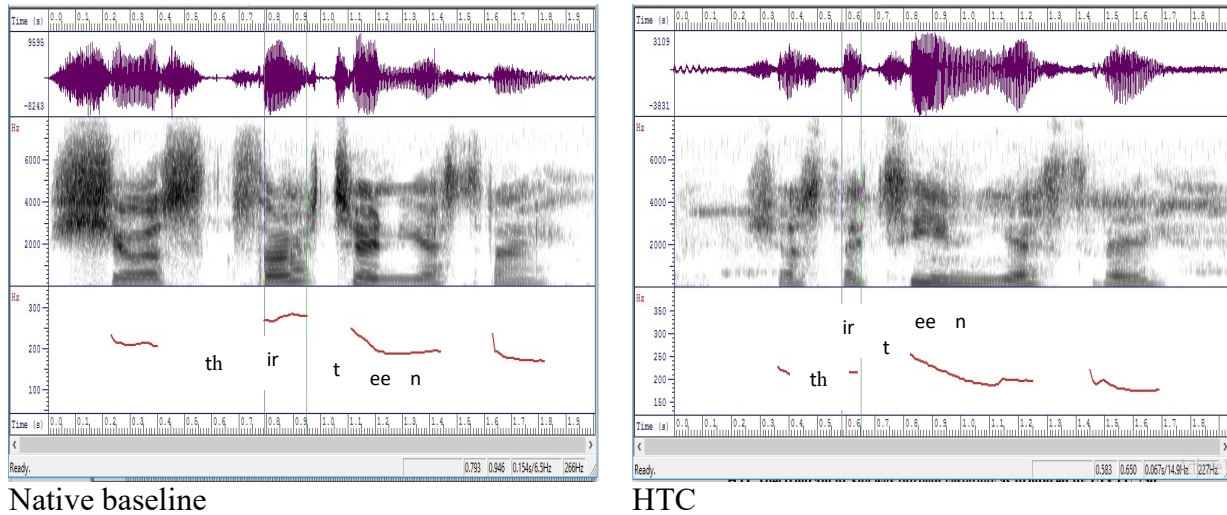 Time (s) 0.0 0.1 0.2 0.3 0.4 0.5 0.6 0.7 0.8 0.9 1.0 1.1 1.2 1.3 1.4 1.5 1.6 1.7 1.8 1.9
9595
-8243
Hz
6000
4000
2000
Hz
300
200
100
th ir t ee n
Time (s) 0.0 0.1 0.2 0.3 0.4 0.5 0.6 0.7 0.8 0.9 1.0 1.1 1.2 1.3 1.4 1.5 1.6 1.7 1.8 1.9
Ready. 0.793 0.946 0.154s/6.5Hz 266Hz
Native baseline
Time (s) 0.0 0.1 0.2 0.3 0.4 0.5 0.6 0.7 0.8 0.9 1.0 1.1 1.2 1.3 1.4 1.5 1.6 1.7 1.8 1.9
3109
-3831
Hz
6000
4000
2000
Hz
350
300
250
200
150
th ir t ee n
Time (s) 0.0 0.1 0.2 0.3 0.4 0.5 0.6 0.7 0.8 0.9 1.0 1.1 1.2 1.3 1.4 1.5 1.6 1.7 1.8 1.9
Ready. 0.583 0.650 0.067s/14.9Hz 227Hz
HTC